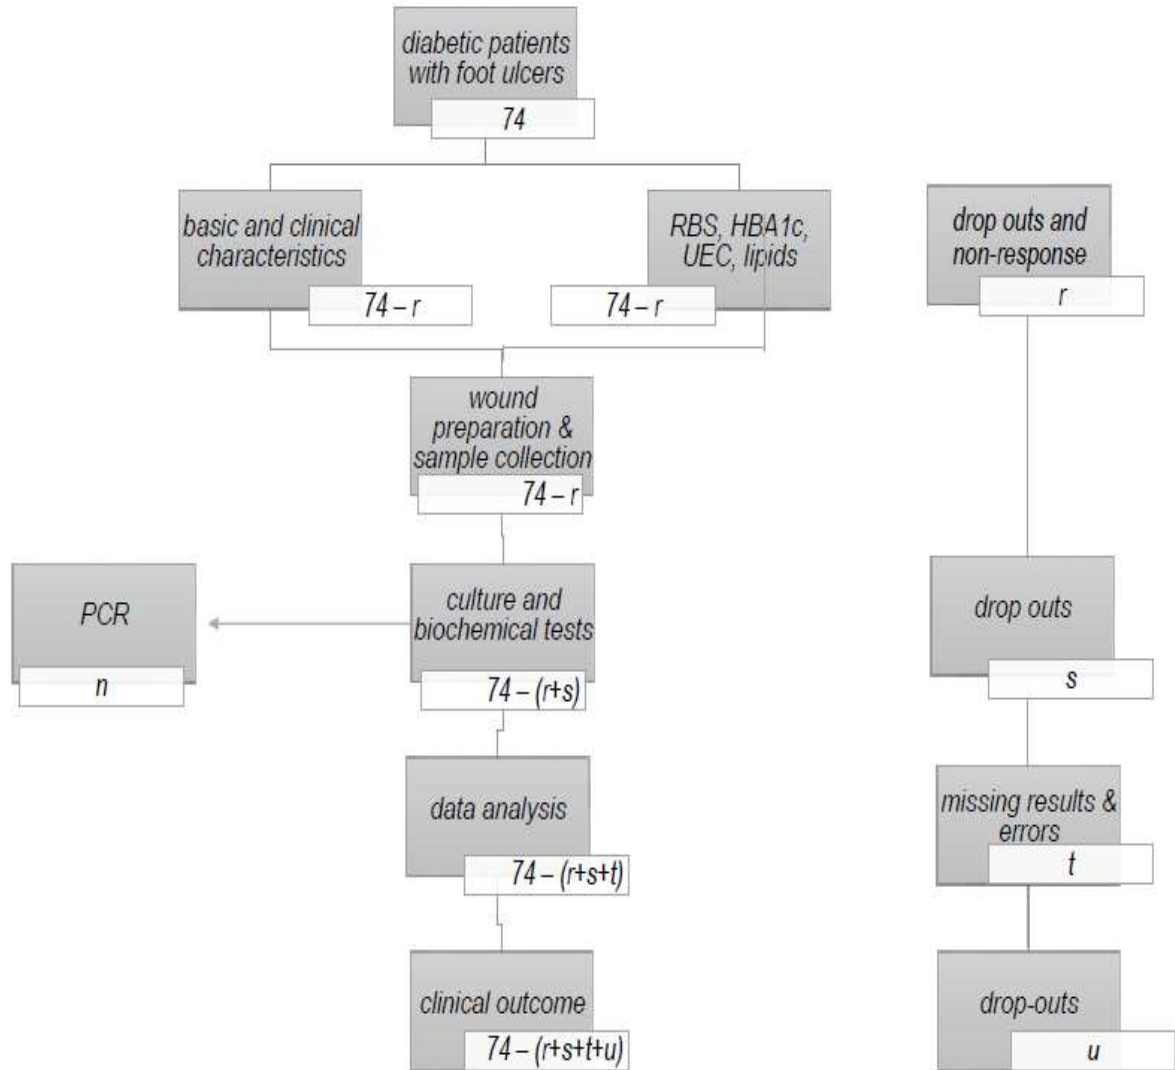 diabetic patients
with foot ulcers
74
basic and clinical
characteristics
74 – r
RBS, HBA1c,
UEC, lipids
74 – r
drop outs and
non-response
r
wound
preparation &
sample collection
74 – r
PCR
n
culture and
biochemical tests
74 – (r+s)
drop outs
s
data analysis
74 – (r+s+t)
missing results &
errors
t
clinical outcome
74 – (r+s+t+u)
drop-outs
u